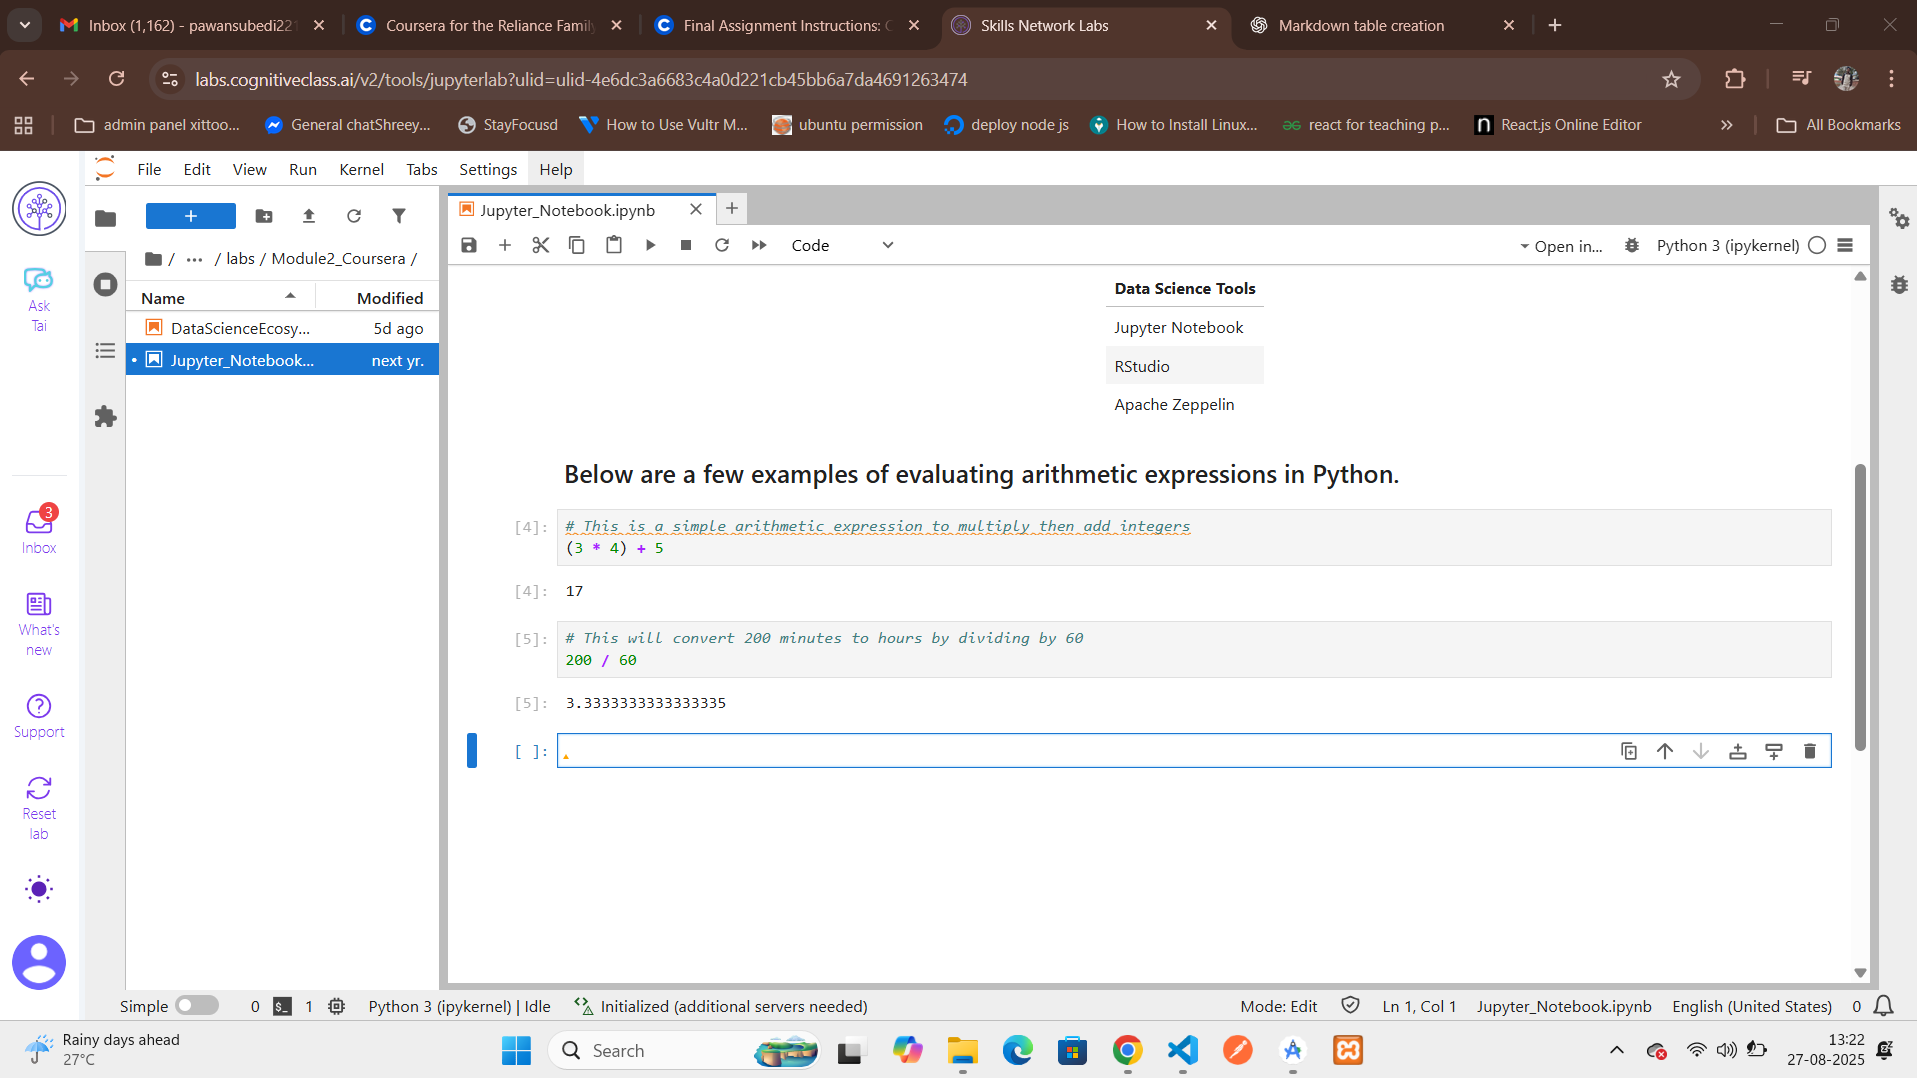 Inbox (1,162) - pawansubedi221
Coursera for the Reliance Family
Final Assignment Instructions: C
Skills Network Labs
Markdown table creation
labs.cognitiveclass.ai/v2/tools/jupyterlab?ulid=ulid-4e6dc3a6683c4a0d221cb45bb6a7da4691263474
admin panel xittoo...
General chatShreey...
StayFocusd
How to Use Vultr M...
ubuntu permission
deploy node js
How to Install Linux...
react for teaching p...
React.js Online Editor
All Bookmarks
File Edit View Run Kernel Tabs Settings Help
Ask
Tai
3
Inbox
What's
new
Support
Reset
lab
/ ... / labs / Module2_Coursera /
Name Modified
DataScienceEcosy... 5d ago
Jupyter_Notebook... next yr.
Jupyter_Notebook.ipynb
Code
Open in...
Python 3 (ipykernel)
Data Science Tools
Jupyter Notebook
RStudio
Apache Zeppelin
Below are a few examples of evaluating arithmetic expressions in Python.
[4]: # This is a simple arithmetic expression to multiply then add integers
(3 * 4) + 5
[4]: 17
[5]: # This will convert 200 minutes to hours by dividing by 60
200 / 60
[5]: 3.3333333333333335
[ ]:
Simple 0 $_ 1 Python 3 (ipykernel) | Idle Initialized (additional servers needed) Mode: Edit Ln 1, Col 1 Jupyter_Notebook.ipynb English (United States) 0
Rainy days ahead
27°C
Search
13:22
27-08-2025